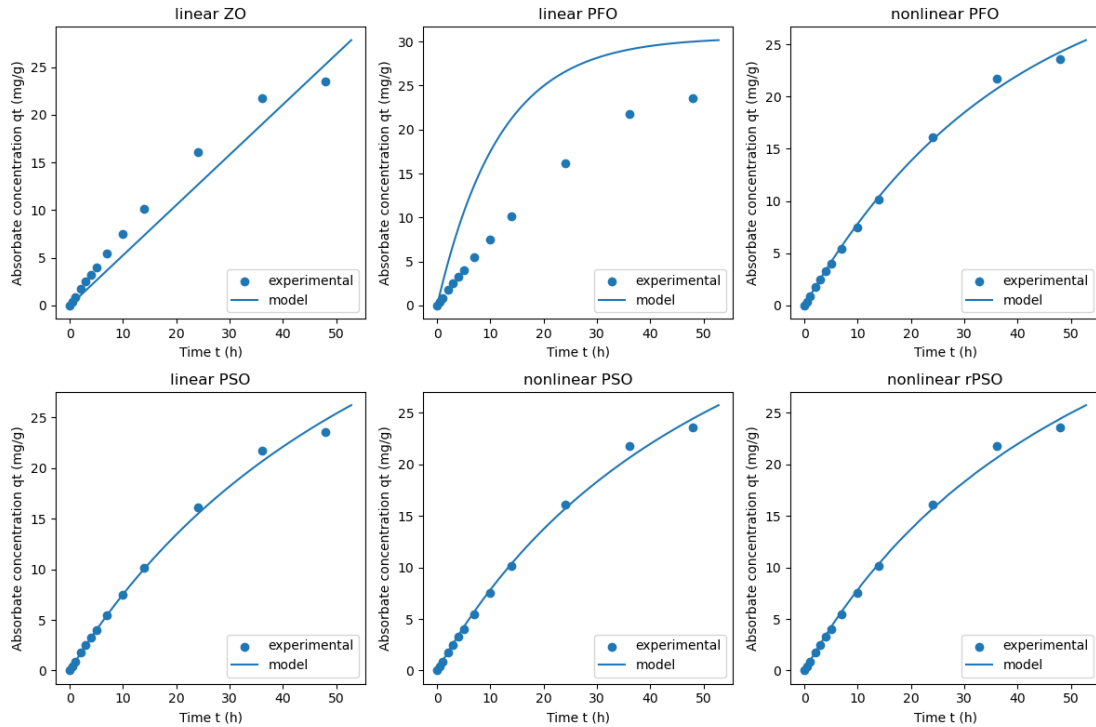 linear ZO
Absorbate concentration qt (mg/g)
25
20
15
10
5
0
experimental
model
0 10 20 30 40 50
Time t (h)
linear PFO
Absorbate concentration qt (mg/g)
30
25
20
15
10
5
0
experimental
model
0 10 20 30 40 50
Time t (h)
nonlinear PFO
Absorbate concentration qt (mg/g)
25
20
15
10
5
0
experimental
model
0 10 20 30 40 50
Time t (h)
linear PSO
Absorbate concentration qt (mg/g)
25
20
15
10
5
0
experimental
model
0 10 20 30 40 50
Time t (h)
nonlinear PSO
Absorbate concentration qt (mg/g)
25
20
15
10
5
0
experimental
model
0 10 20 30 40 50
Time t (h)
nonlinear rPSO
Absorbate concentration qt (mg/g)
25
20
15
10
5
0
experimental
model
0 10 20 30 40 50
Time t (h)